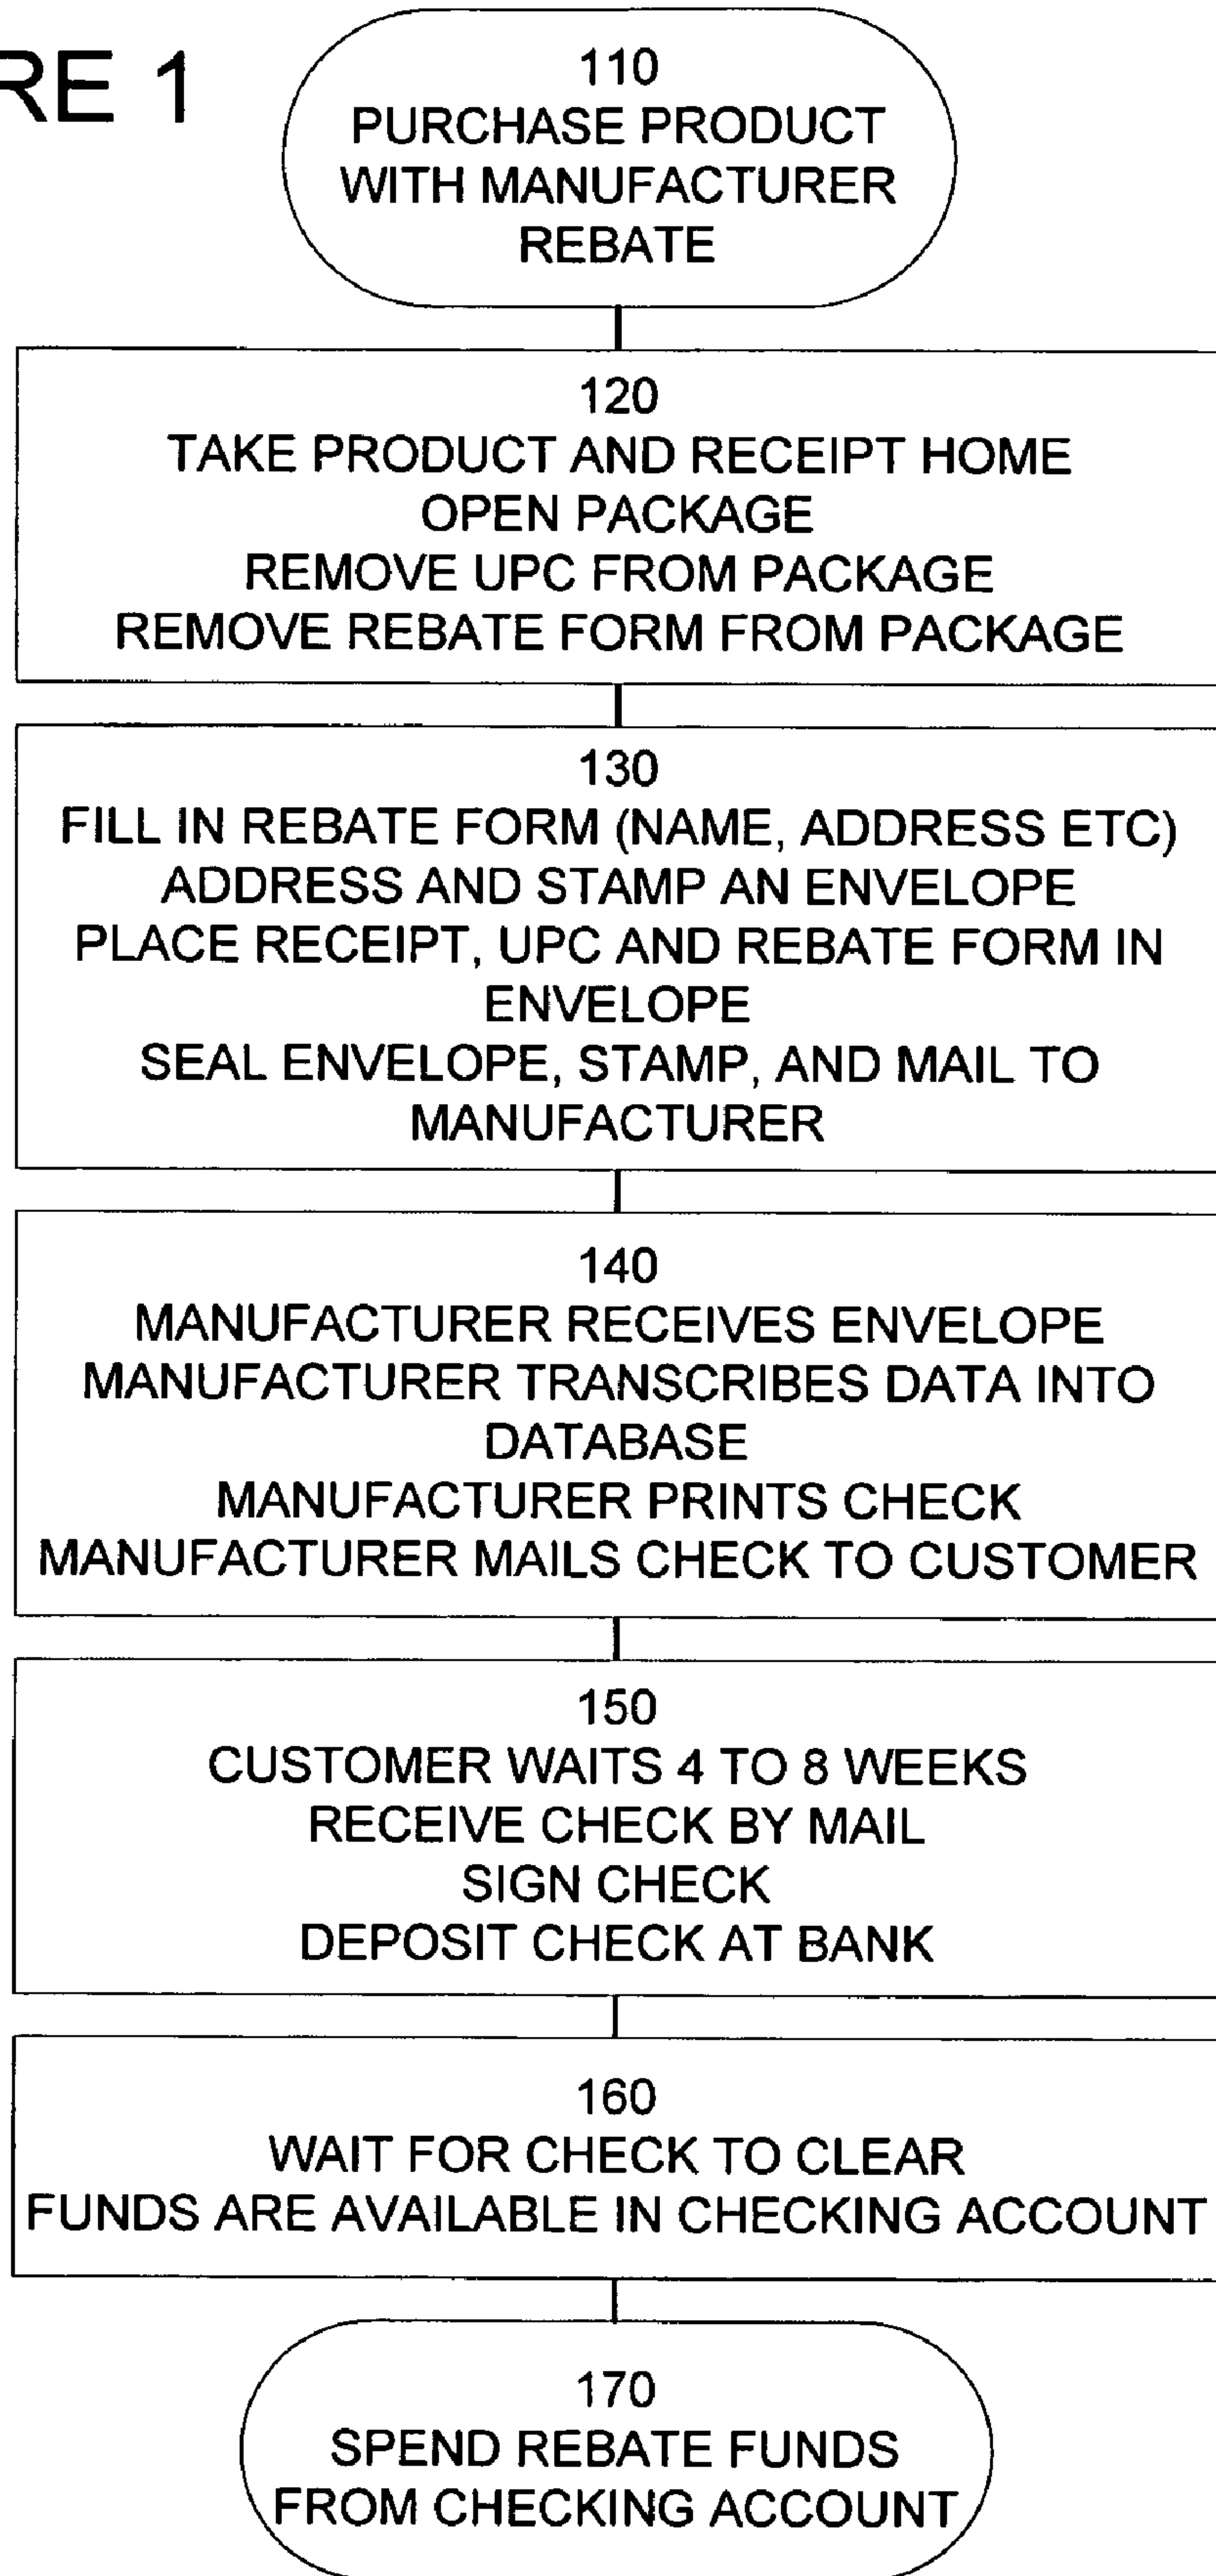 RE 1
110
PURCHASE PRODUCT
WITH MANUFACTURER
REBATE
120
TAKE PRODUCT AND RECEIPT HOME
OPEN PACKAGE
REMOVE UPC FROM PACKAGE
REMOVE REBATE FORM FROM PACKAGE
130
FILL IN REBATE FORM (NAME, ADDRESS ETC)
ADDRESS AND STAMP AN ENVELOPE
PLACE RECEIPT, UPC AND REBATE FORM IN
ENVELOPE
SEAL ENVELOPE, STAMP, AND MAIL TO
MANUFACTURER
140
MANUFACTURER RECEIVES ENVELOPE
MANUFACTURER TRANSCRIBES DATA INTO
DATABASE
MANUFACTURER PRINTS CHECK
MANUFACTURER MAILS CHECK TO CUSTOMER
150
CUSTOMER WAITS 4 TO 8 WEEKS
RECEIVE CHECK BY MAIL
SIGN CHECK
DEPOSIT CHECK AT BANK
160
WAIT FOR CHECK TO CLEAR
FUNDS ARE AVAILABLE IN CHECKING ACCOUNT
170
SPEND REBATE FUNDS
FROM CHECKING ACCOUNT